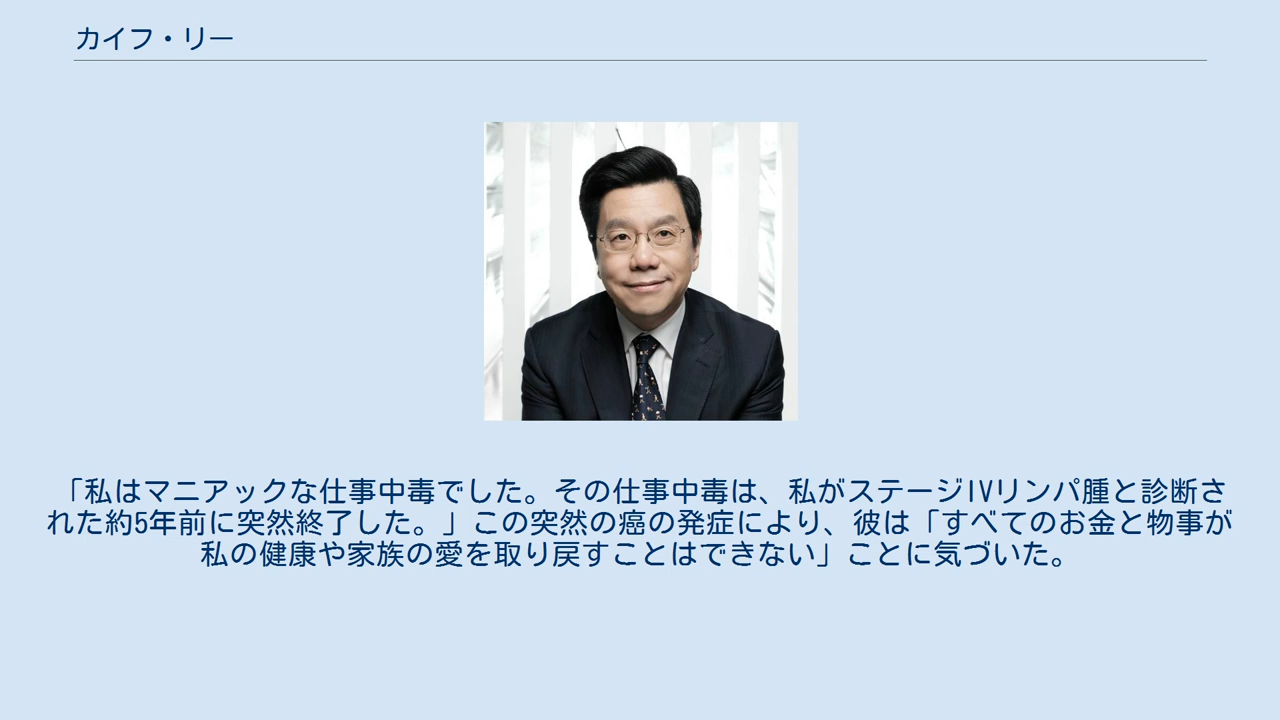 カイフ・リー
「私はマニアックな仕事中毒でした。その仕事中毒は、私がステージIVリンパ腫と診断さ
れた約5年前に突然終了した。」この突然の癌の発症により、彼は「すべてのお金と物事が
私の健康や家族の愛を取り戻すことはできない」ことに気づいた。